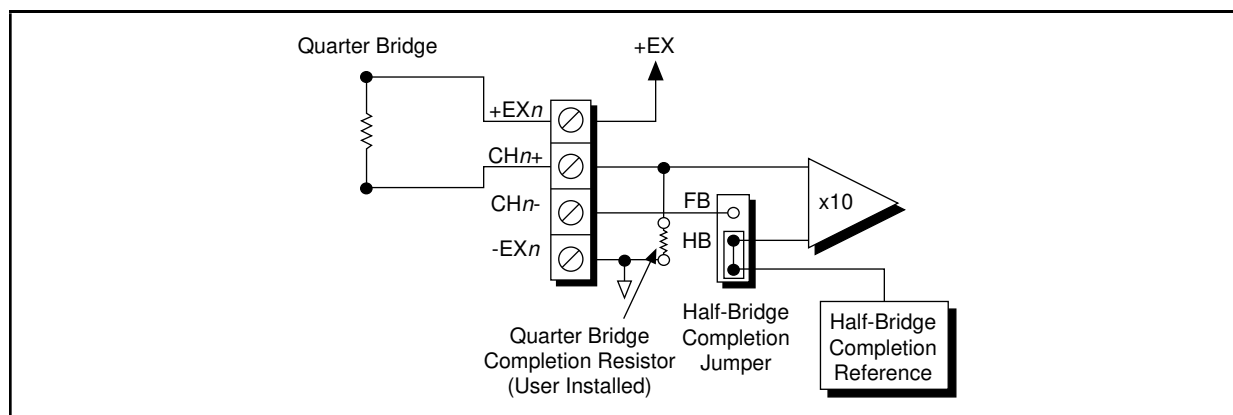 Quarter Bridge
+EX
+EXn
CHn+
CHn-
-EXn
FB
HB
x10
Quarter Bridge
Completion Resistor
(User Installed)
Half-Bridge
Completion
Jumper
Half-Bridge
Completion
Reference